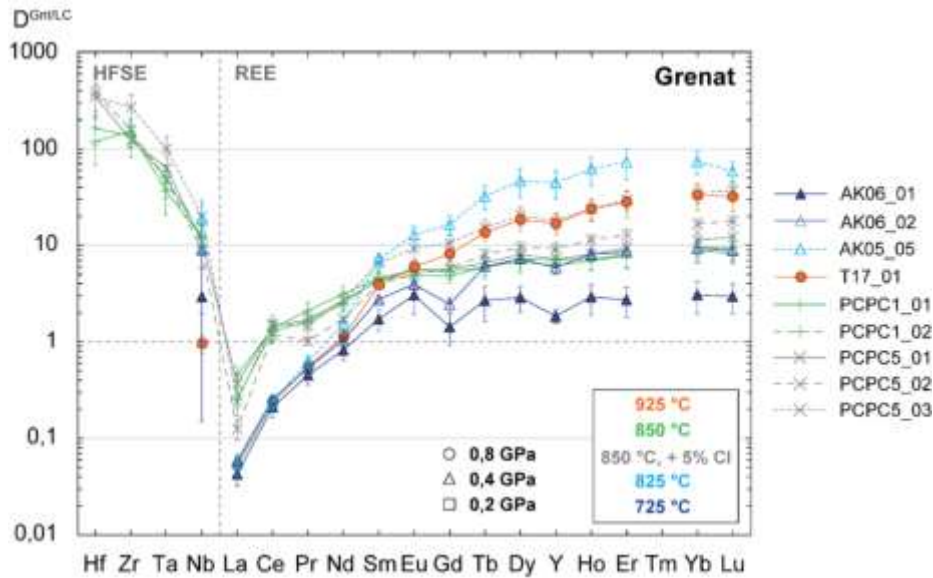 D^Grnt/LC
1000
HFSE
REE
Grenat
100
10
1
0,1
0,01
0,8 GPa
0,4 GPa
0,2 GPa
925 °C
850 °C
850 °C, + 5% Cl
825 °C
725 °C
Hf Zr Ta Nb La Ce Pr Nd Sm Eu Gd Tb Dy Y Ho Er Tm Yb Lu
AK06_01
AK06_02
AK05_05
T17_01
PCPC1_01
PCPC1_02
PCPC5_01
PCPC5_02
PCPC5_03